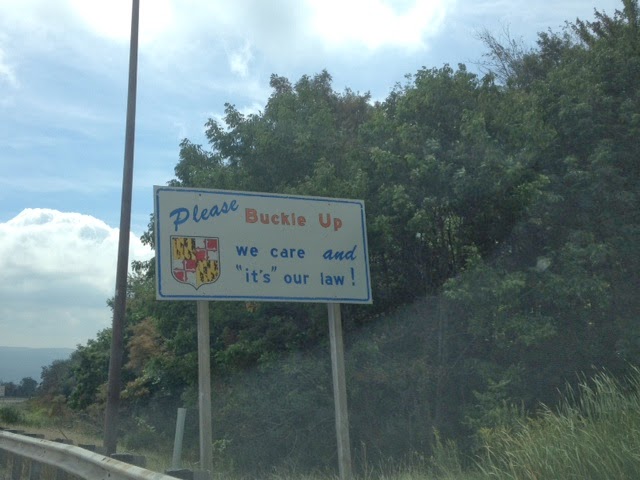 Please Buckle Up
we care and
"it's" our law!